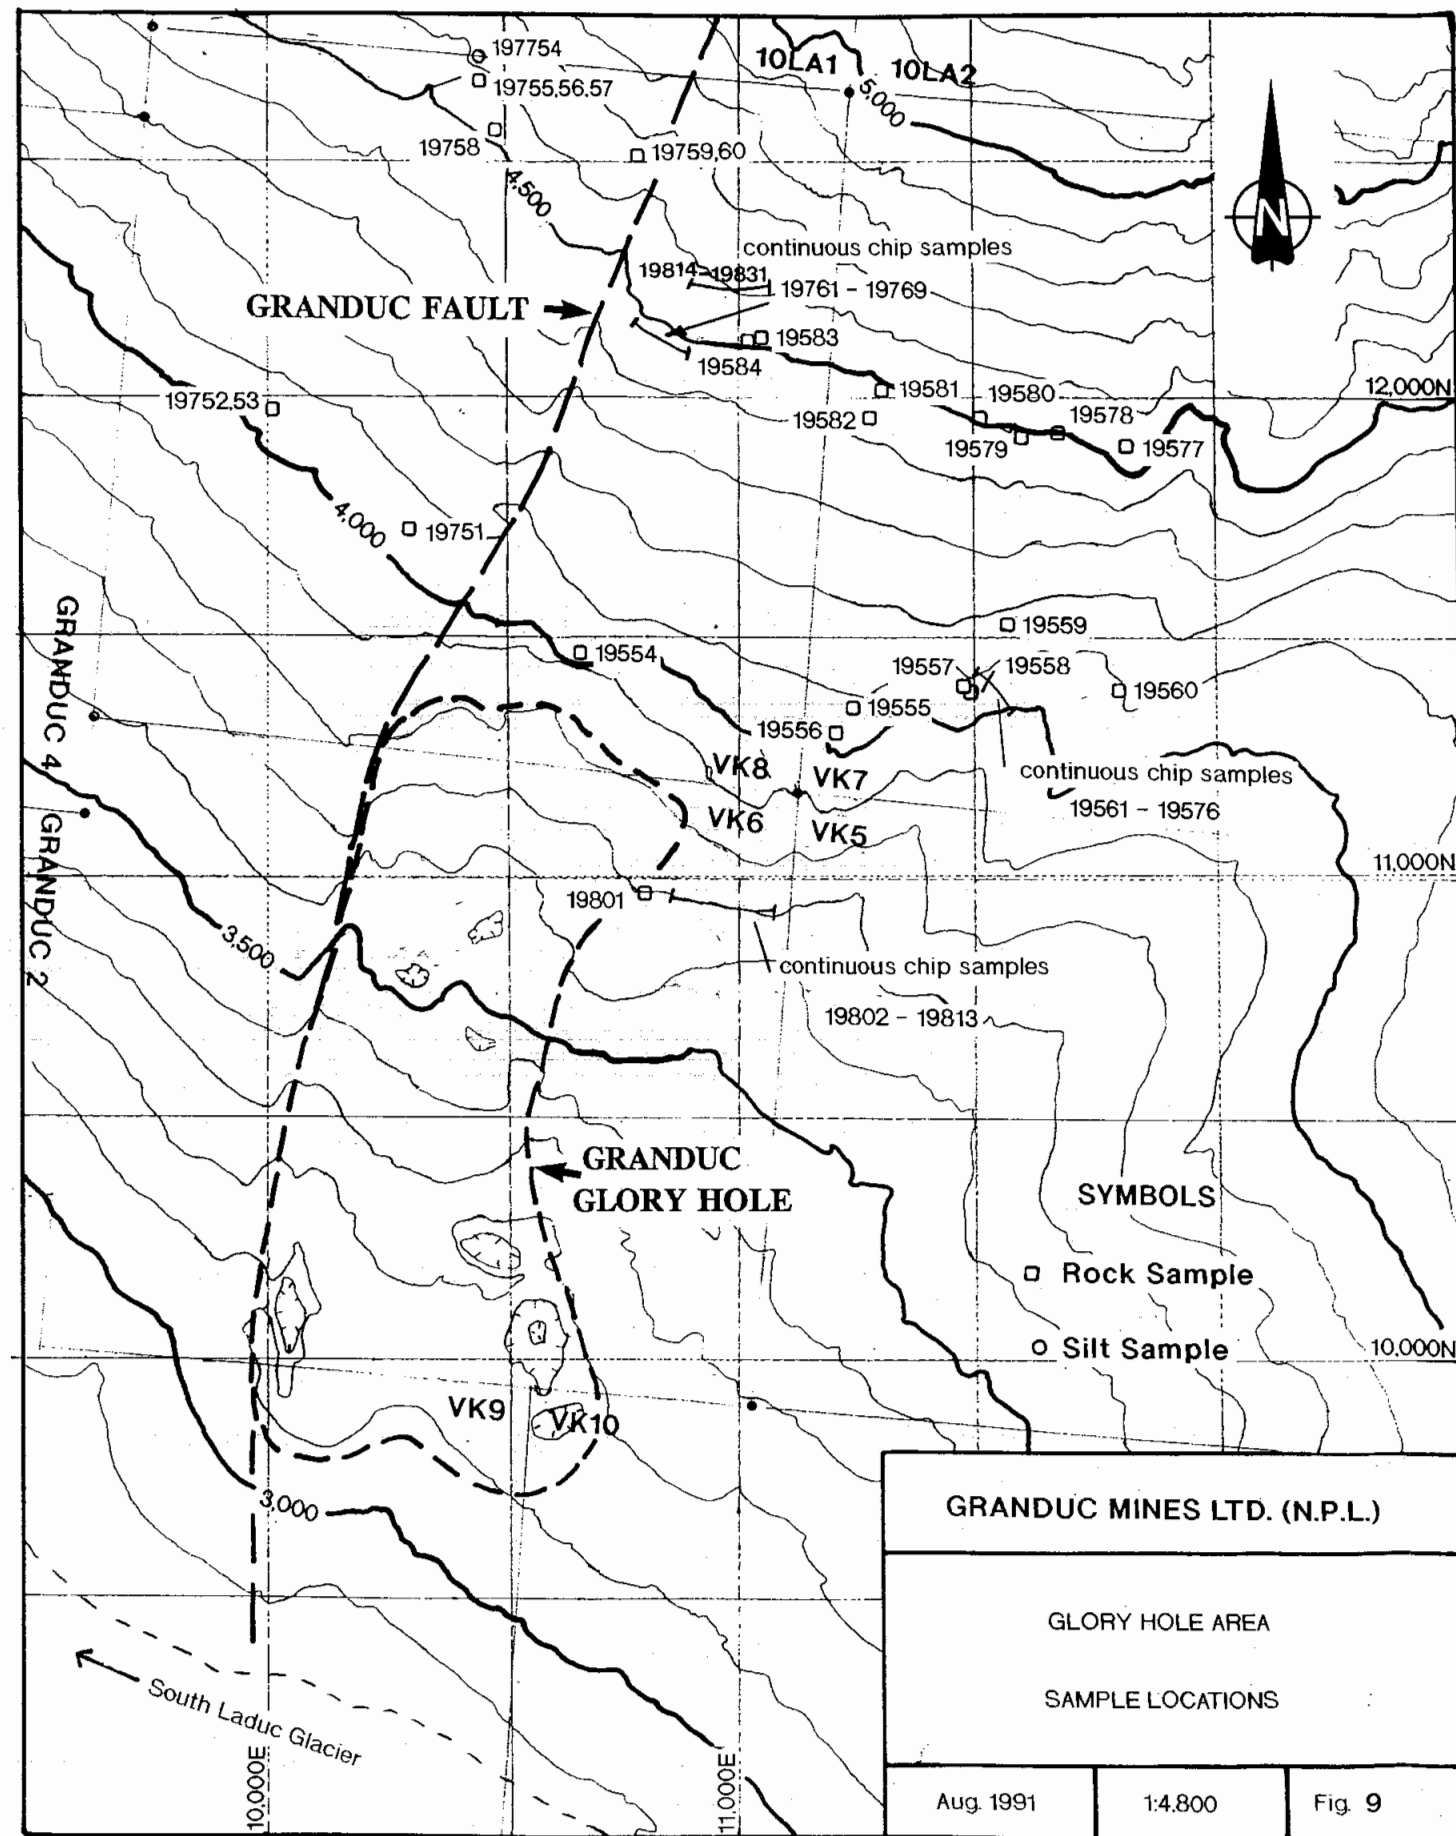 197754
19755,56,57
10LA1
10LA2
5,000
19758
19759,60
4,500
N
continuous chip samples
19814-19831
19761 - 19769
GRANDUC FAULT
19583
19584
12,000N
19581
19580
19752,53
19582
19578
19579
19577
4,000
19751
GRANDUC 4
GRANDUC 2
19559
19554
19557
19558
19560
19555
19556
VK8
VK7
continuous chip samples
19561 - 19576
VK6
VK5
11,000N
19801
3,500
continuous chip samples
19802 - 19813
GRANDUC
GLORY HOLE
SYMBOLS
Rock Sample
Silt Sample
10,000N
VK9
VK10
3,000
GRANDUC MINES LTD. (N.P.L.)
GLORY HOLE AREA
SAMPLE LOCATIONS
South Laduc Glacier
10,000E
11,000E
Aug. 1991
1:4.800
Fig. 9